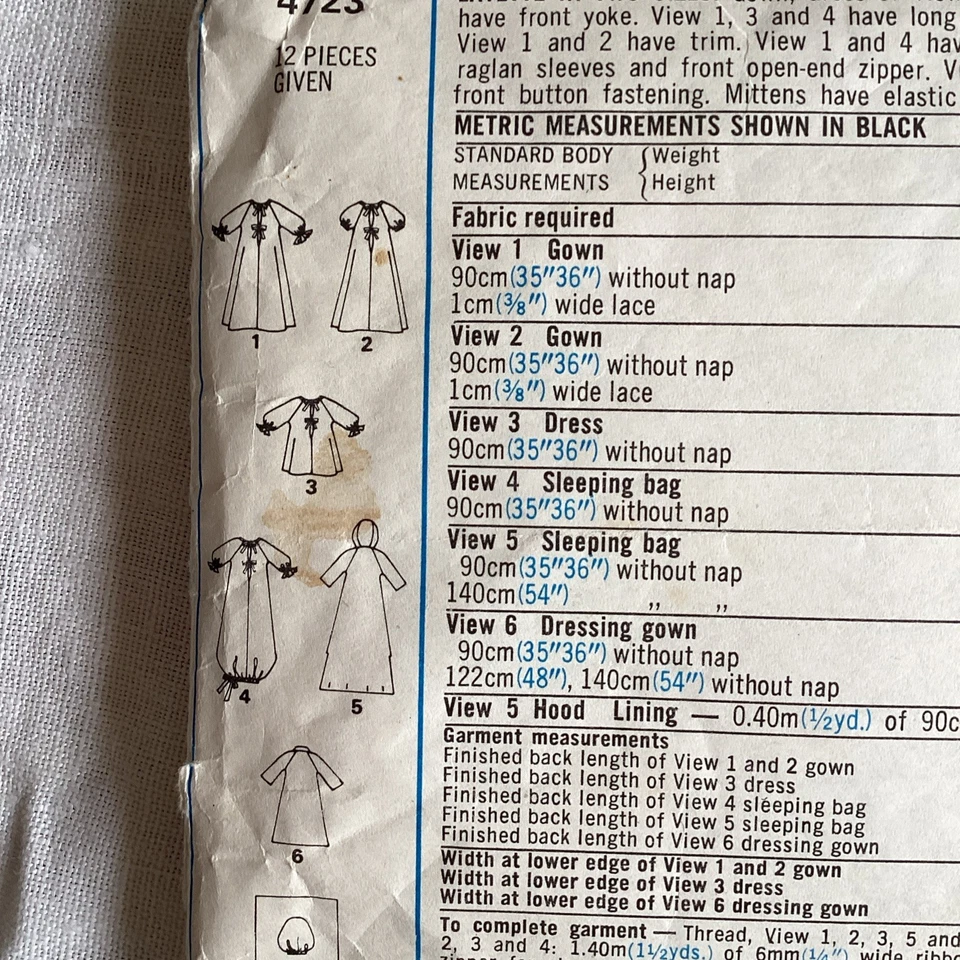 4723
12 PIECES
GIVEN
1
2
3
4
5
6
have front yoke. View 1, 3 and 4 have long
View 1 and 2 have trim. View 1 and 4 hav
raglan sleeves and front open-end zipper. V
front button fastening. Mittens have elastic
METRIC MEASUREMENTS SHOWN IN BLACK
STANDARD BODY { Weight
MEASUREMENTS { Height
Fabric required
View 1 Gown
90cm(35″36″) without nap
1cm(⅜″) wide lace
View 2 Gown
90cm(35″36″) without nap
1cm(⅜″) wide lace
View 3 Dress
90cm(35″36″) without nap
View 4 Sleeping bag
90cm(35″36″) without nap
View 5 Sleeping bag
90cm(35″36″) without nap
140cm(54″) ,, ,,
View 6 Dressing gown
90cm(35″36″) without nap
122cm(48″), 140cm(54″) without nap
View 5 Hood Lining — 0.40m(½yd.) of 90c
Garment measurements
Finished back length of View 1 and 2 gown
Finished back length of View 3 dress
Finished back length of View 4 sleeping bag
Finished back length of View 5 sleeping bag
Finished back length of View 6 dressing gown
Width at lower edge of View 1 and 2 gown
Width at lower edge of View 3 dress
Width at lower edge of View 6 dressing gown
To complete garment — Thread, View 1, 2, 3, 5 and
2, 3 and 4: 1.40m(1½yds.) of 6mm(¼″) wide ribbo